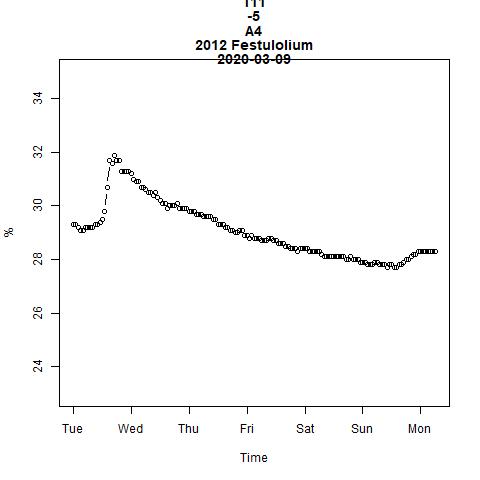 T11
-5
A4
2012 Festulolium
2020-03-09
34
32
30
28
26
24
%
Tue Wed Thu Fri Sat Sun Mon
Time